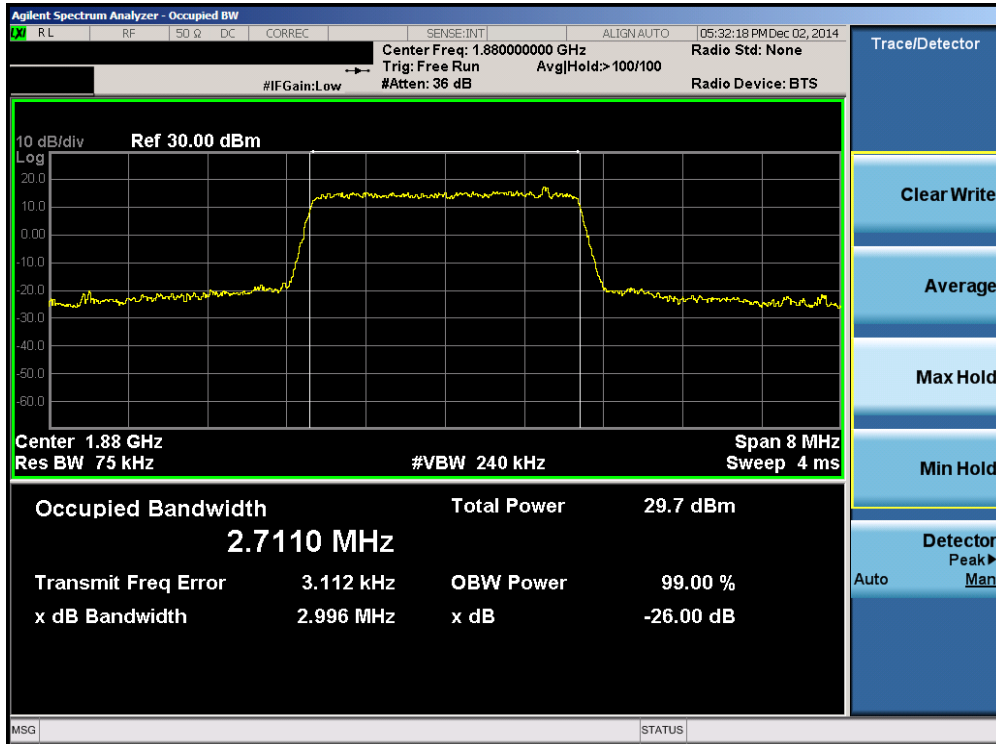 Agilent Spectrum Analyzer - Occupied BW
LXI RL RF 50 Ω DC CORREC SENSE:INT ALIGN AUTO 05:32:18 PM Dec 02, 2014
Center Freq: 1.880000000 GHz Radio Std: None
Trig: Free Run Avg|Hold:> 100/100
#IFGain:Low #Atten: 36 dB Radio Device: BTS
10 dB/div Ref 30.00 dBm
Log
20.0
10.0
0.00
-10.0
-20.0
-30.0
-40.0
-50.0
-60.0
Center 1.88 GHz Span 8 MHz
Res BW 75 kHz #VBW 240 kHz Sweep 4 ms
Occupied Bandwidth Total Power 29.7 dBm
2.7110 MHz
Transmit Freq Error 3.112 kHz OBW Power 99.00 %
x dB Bandwidth 2.996 MHz x dB -26.00 dB
MSG STATUS
Trace/Detector
Clear Write
Average
Max Hold
Min Hold
Detector
Peak▶
Auto Man